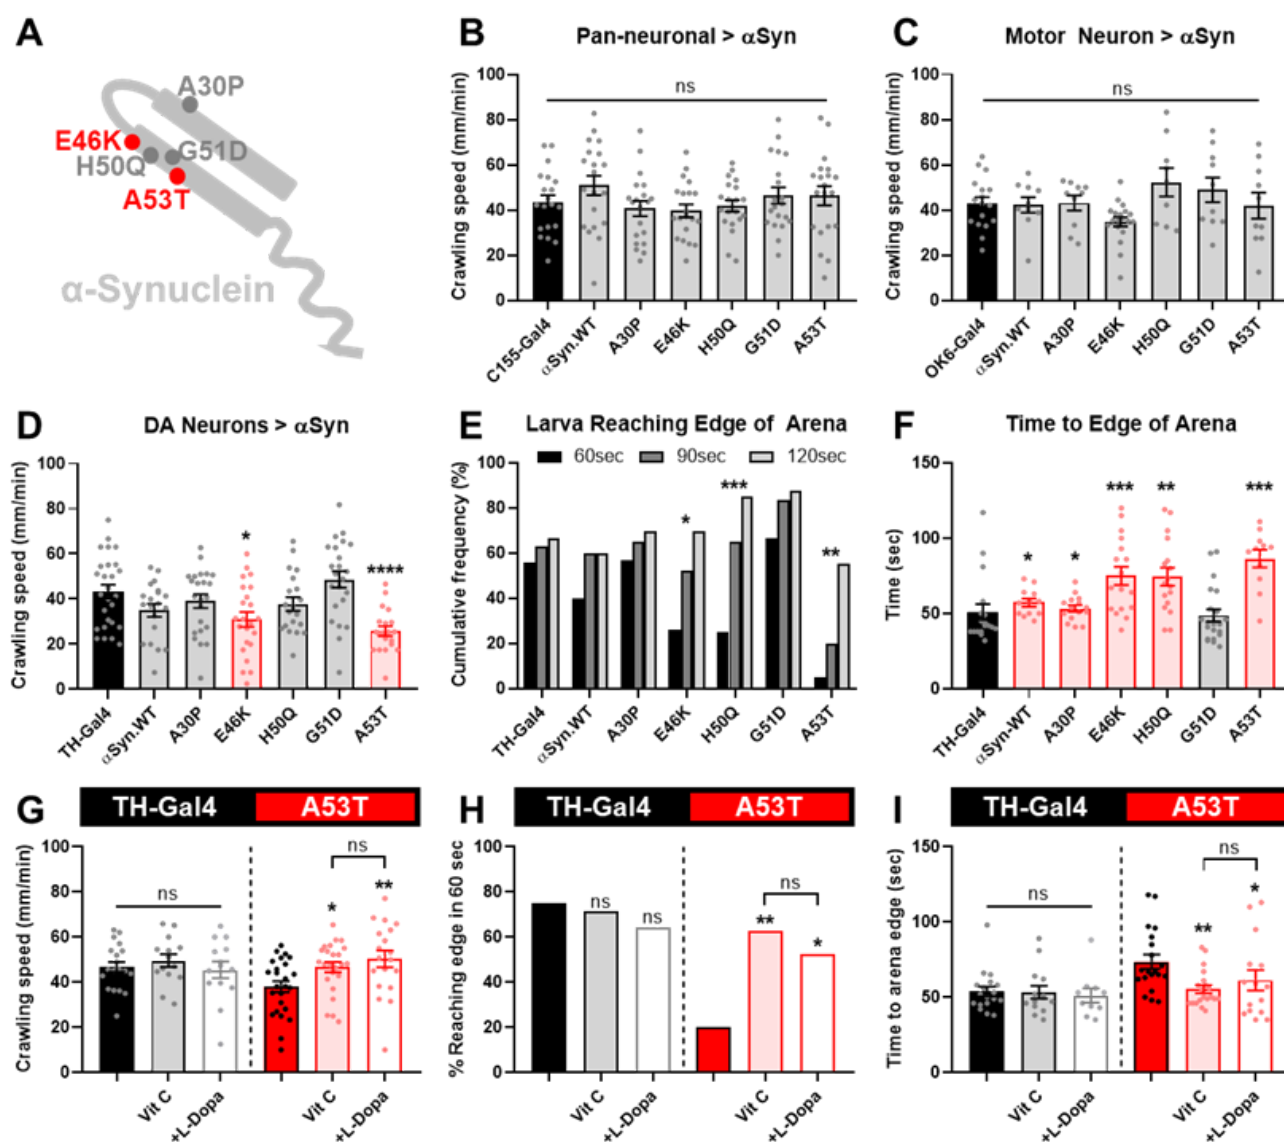 A
A30P
E46K
H50Q
G51D
A53T
α-Synuclein
B
Pan-neuronal > αSyn
Crawling speed (mm/min)
100
80
60
40
20
0
ns
C155-Gal4
αSyn.WT
A30P
E46K
H50Q
G51D
A53T
C
Motor Neuron > αSyn
Crawling speed (mm/min)
100
80
60
40
20
0
ns
OK6-Gal4
αSyn.WT
A30P
E46K
H50Q
G51D
A53T
D
DA Neurons > αSyn
Crawling speed (mm/min)
100
80
60
40
20
0
*
****
TH-Gal4
αSyn.WT
A30P
E46K
H50Q
G51D
A53T
E
Larva Reaching Edge of Arena
60sec 90sec 120sec
Cumulative frequency (%)
100
80
60
40
20
0
*
***
**
TH-Gal4
αSyn.WT
A30P
E46K
H50Q
G51D
A53T
F
Time to Edge of Arena
Time (sec)
150
100
50
0
*
*
***
**
***
TH-Gal4
αSyn-WT
A30P
E46K
H50Q
G51D
A53T
G
TH-Gal4 A53T
Crawling speed (mm/min)
100
80
60
40
20
0
ns
ns
*
**
Vit C
+L-Dopa
Vit C
+L-Dopa
H
TH-Gal4 A53T
% Reaching edge in 60 sec
100
80
60
40
20
0
ns
ns
ns
**
*
Vit C
+L-Dopa
Vit C
+L-Dopa
I
TH-Gal4 A53T
Time to arena edge (sec)
150
100
50
0
ns
ns
**
*
Vit C
+L-Dopa
Vit C
+L-Dopa